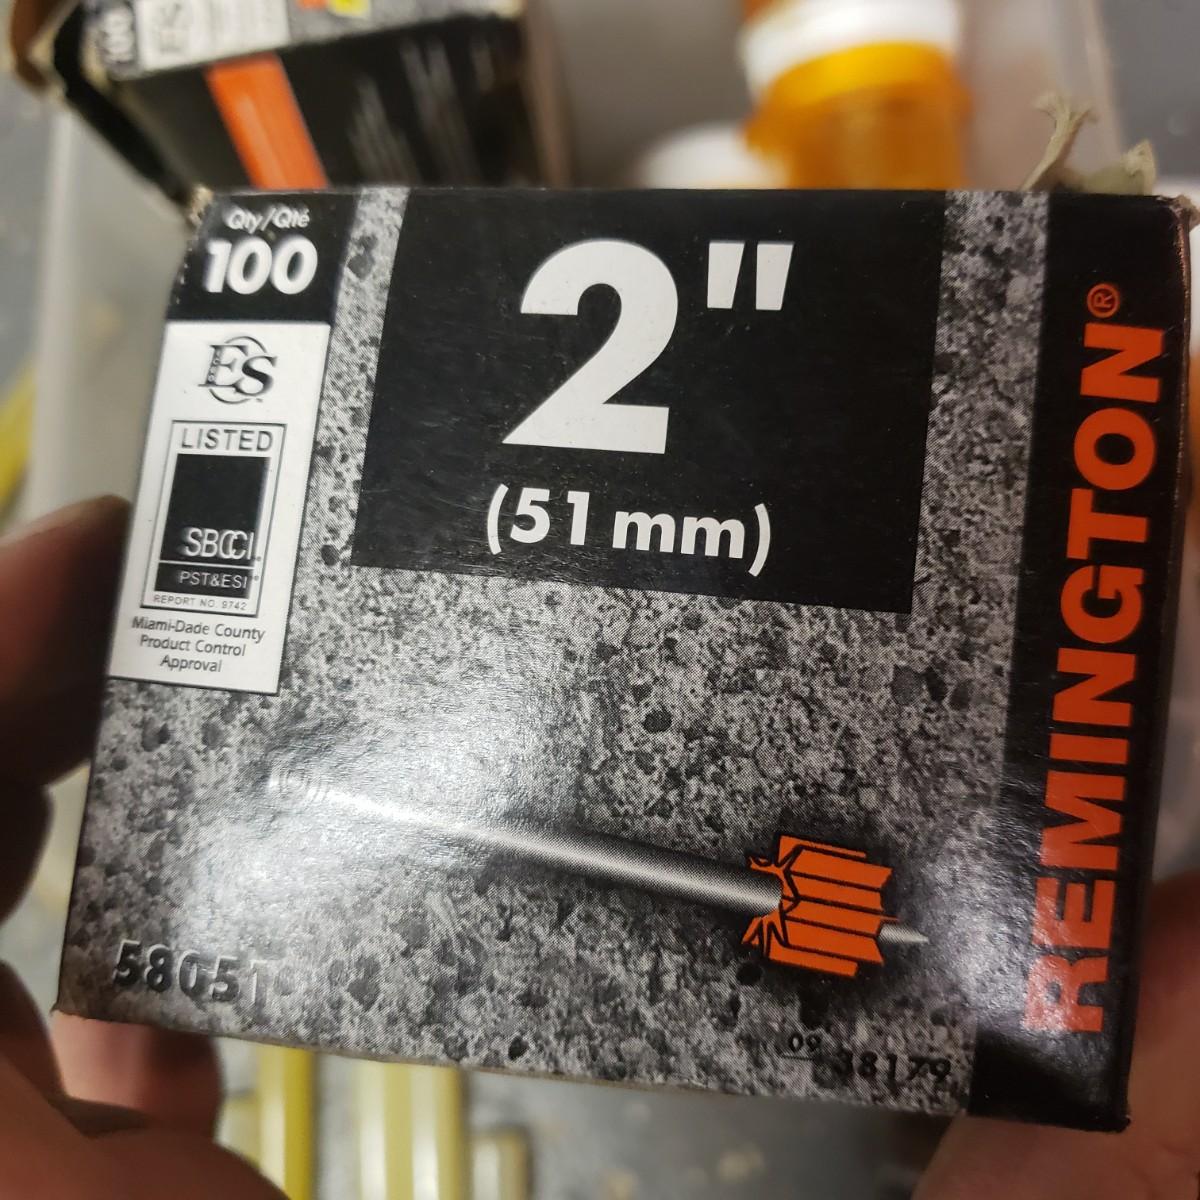 100
Qty/Qté
100
2"
(51 mm)
ES
LISTED
SBCCI
PST&ESI
REPORT NO. 9742
Miami-Dade County
Product Control
Approval
REMINGTON®
58051
09 38179